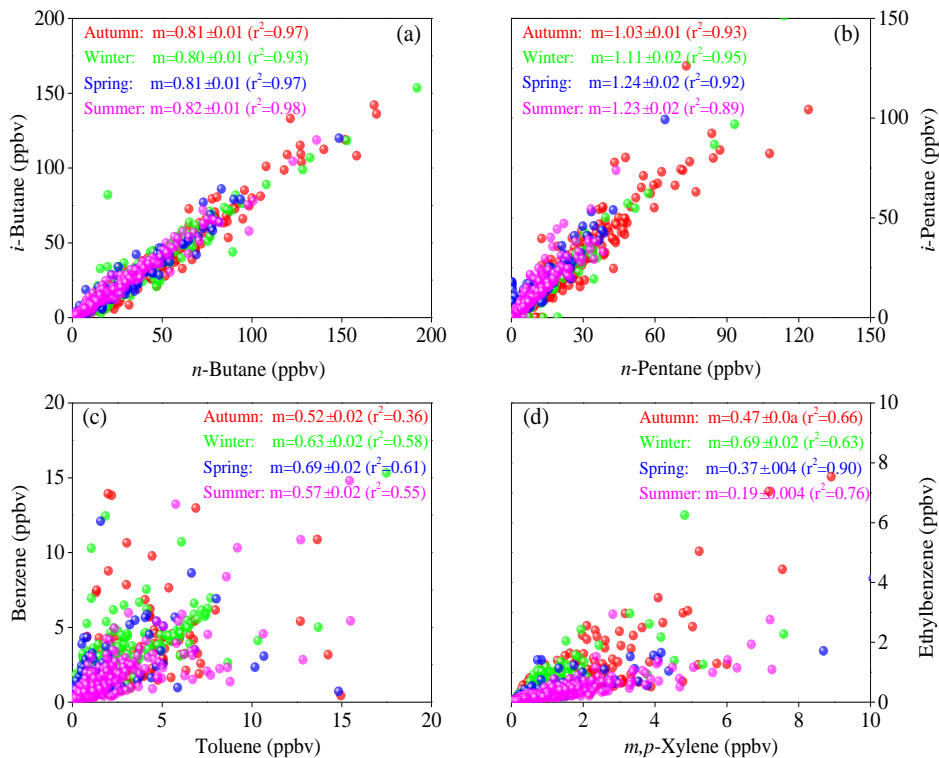 200
150
100
50
0
Autumn: m=0.81±0.01 (r²=0.97)
Winter: m=0.80±0.01 (r²=0.93)
Spring: m=0.81±0.01 (r²=0.97)
Summer: m=0.82±0.01 (r²=0.98)
(a)
i-Butane (ppbv)
0 50 100 150 200
n-Butane (ppbv)
Autumn: m=1.03±0.01 (r²=0.93)
Winter: m=1.11±0.02 (r²=0.95)
Spring: m=1.24±0.02 (r²=0.92)
Summer: m=1.23±0.02 (r²=0.89)
(b)
150
100
50
0
i-Pentane (ppbv)
0 30 60 90 120 150
n-Pentane (ppbv)
20
15
10
5
0
(c)
Autumn: m=0.52±0.02 (r²=0.36)
Winter: m=0.63±0.02 (r²=0.58)
Spring: m=0.69±0.02 (r²=0.61)
Summer: m=0.57±0.02 (r²=0.55)
Benzene (ppbv)
0 5 10 15 20
Toluene (ppbv)
(d)
Autumn: m=0.47±0.0a (r²=0.66)
Winter: m=0.69±0.02 (r²=0.63)
Spring: m=0.37±004 (r²=0.90)
Summer: m=0.19±0.004 (r²=0.76)
10
8
6
4
2
0
Ethylbenzene (ppbv)
0 2 4 6 8 10
m,p-Xylene (ppbv)